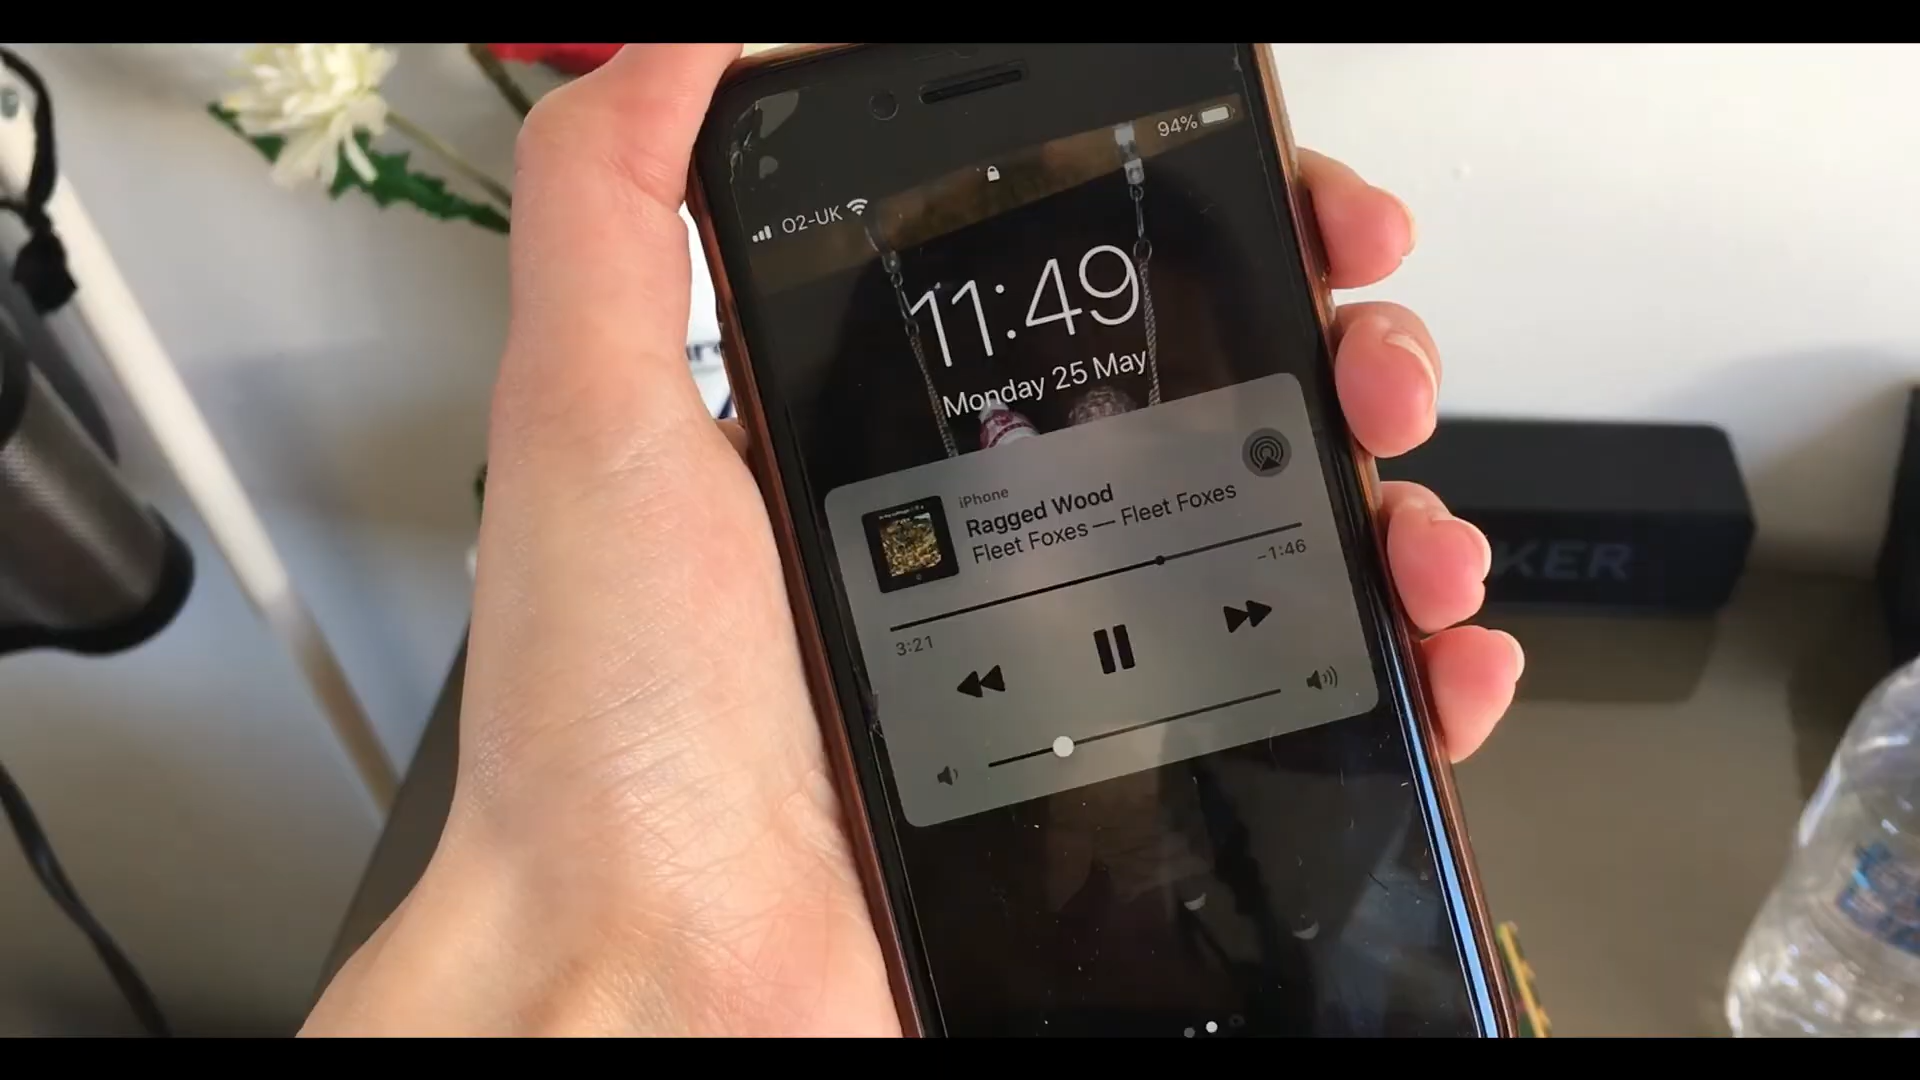 94%
O2-UK
11:49
Monday 25 May
iPhone
Ragged Wood
Fleet Foxes — Fleet Foxes
3:21
-1:46
KER